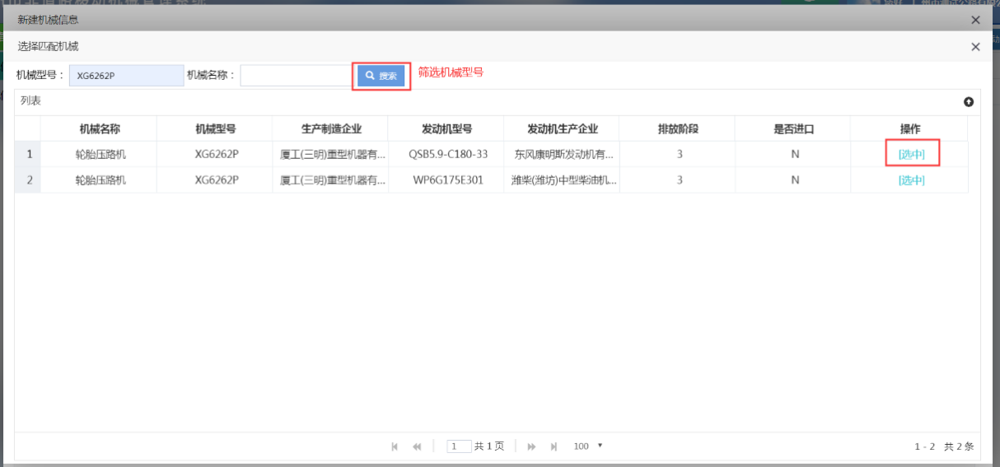 新建机械信息
选择匹配机械
机械型号： XG6262P 机械名称： 搜索 筛选机械型号
列表
机械名称 机械型号 生产制造企业 发动机型号 发动机生产企业 排放阶段 是否进口 操作
1 轮胎压路机 XG6262P 厦工(三明)重型机器有... QSB5.9-C180-33 东风康明斯发动机有... 3 N [选中]
2 轮胎压路机 XG6262P 厦工(三明)重型机器有... WP6G175E301 潍柴(潍坊)中型柴油机... 3 N [选中]
1 共 1 页 100 1 - 2 共 2 条